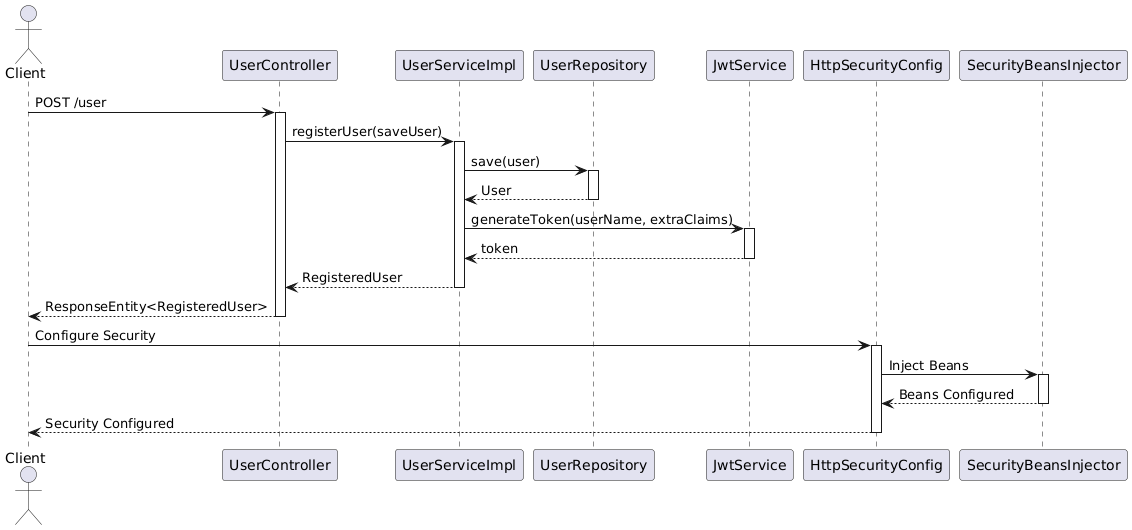 Client
UserController
UserServiceImpl
UserRepository
JwtService
HttpSecurityConfig
SecurityBeansInjector
POST /user
registerUser(saveUser)
save(user)
User
generateToken(userName, extraClaims)
token
RegisteredUser
ResponseEntity<RegisteredUser>
Configure Security
Inject Beans
Beans Configured
Security Configured
Client
UserController
UserServiceImpl
UserRepository
JwtService
HttpSecurityConfig
SecurityBeansInjector